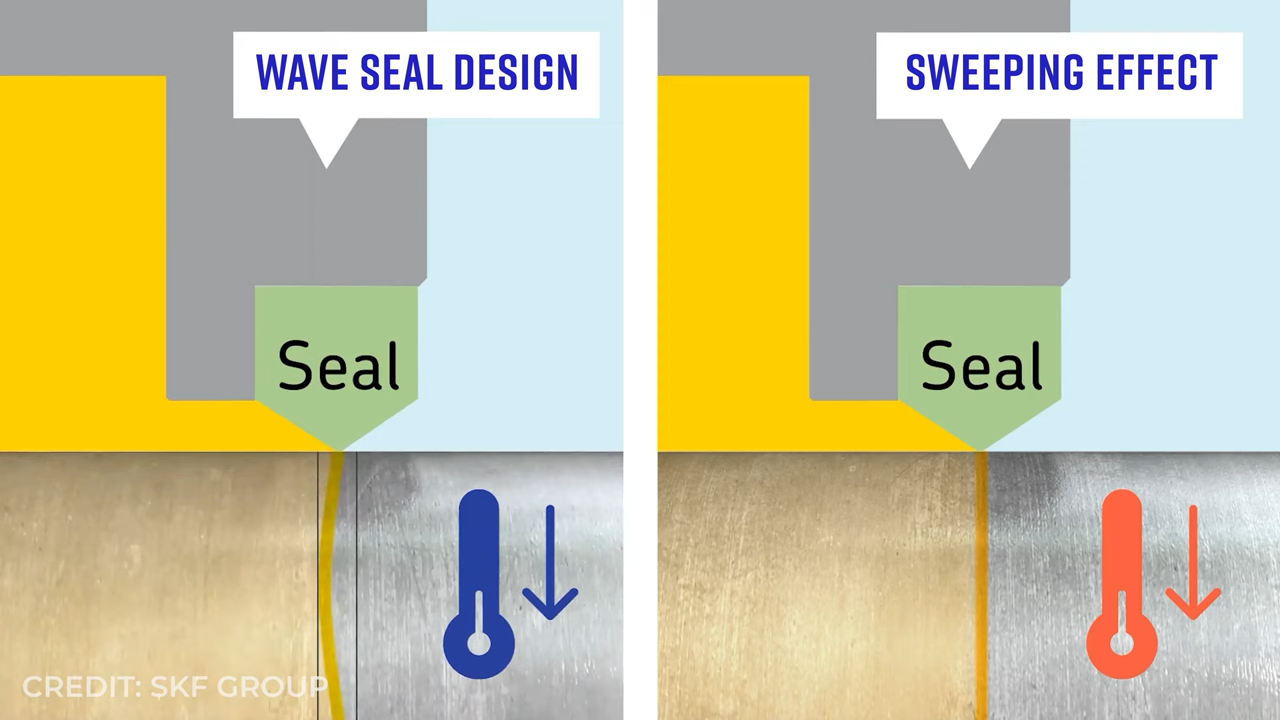 WAVE SEAL DESIGN
SWEEPING EFFECT
Seal
Seal
CREDIT: SKF GROUP